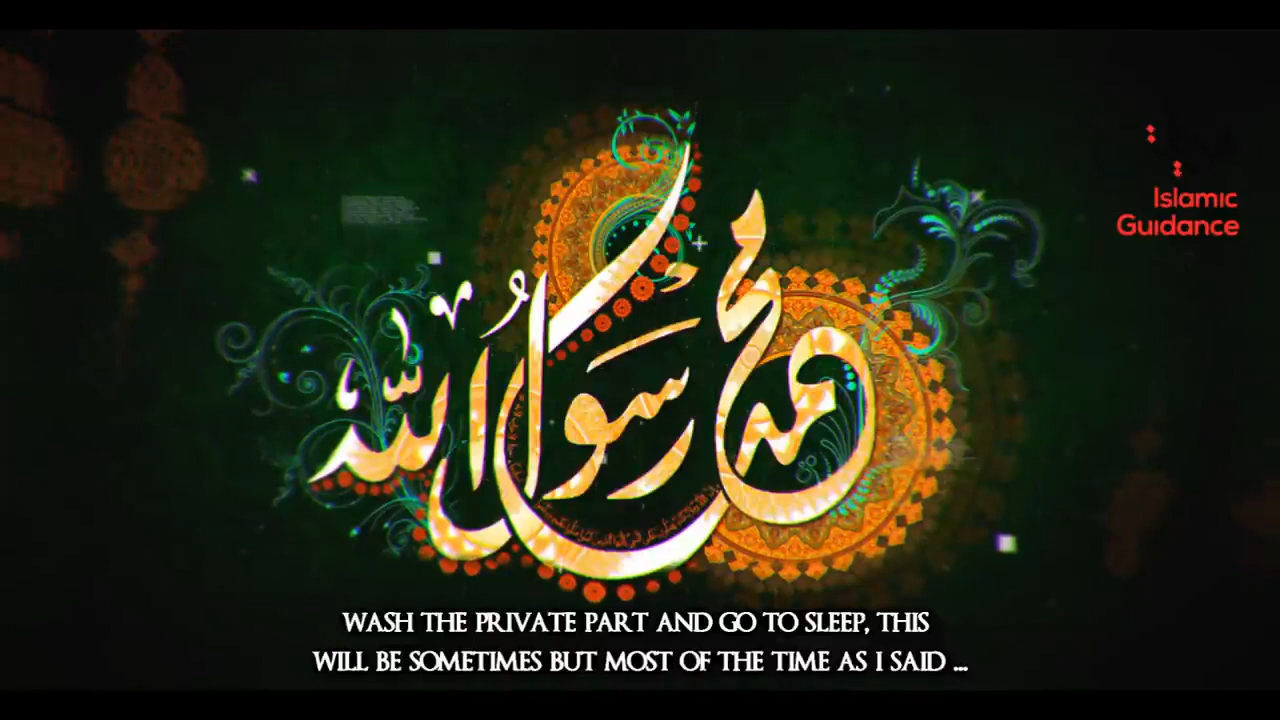 محمد رسول الله
Islamic
Guidance
WASH THE PRIVATE PART AND GO TO SLEEP, THIS
WILL BE SOMETIMES BUT MOST OF THE TIME AS I SAID ...